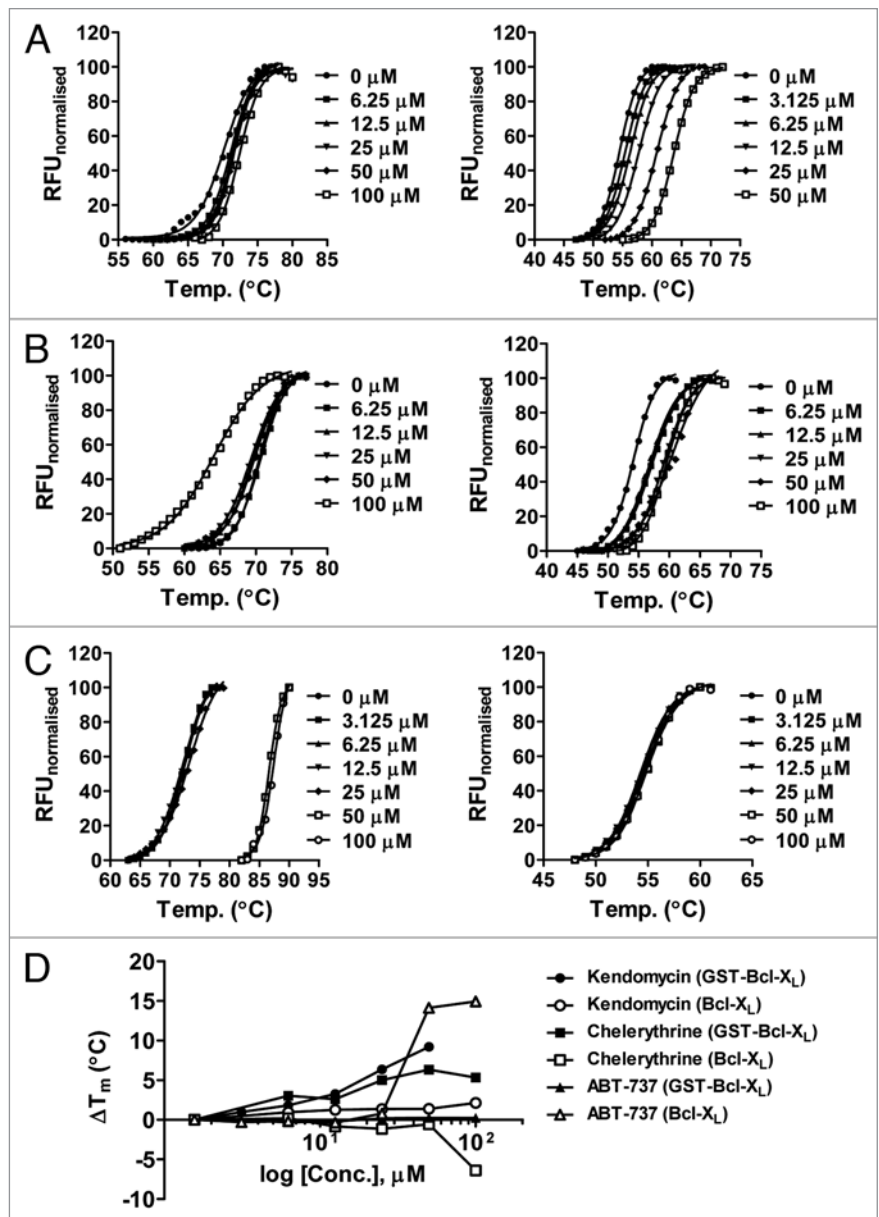 A
120
100
80
60
40
20
0
RFUnormalised
55 60 65 70 75 80 85
Temp. (°C)
0 μM
6.25 μM
12.5 μM
25 μM
50 μM
100 μM
120
100
80
60
40
20
0
RFUnormalised
40 45 50 55 60 65 70 75
Temp. (°C)
0 μM
3.125 μM
6.25 μM
12.5 μM
25 μM
50 μM
B
120
100
80
60
40
20
0
RFUnormalised
50 55 60 65 70 75 80
Temp. (°C)
0 μM
6.25 μM
12.5 μM
25 μM
50 μM
100 μM
120
100
80
60
40
20
0
RFUnormalised
40 45 50 55 60 65 70 75
Temp. (°C)
0 μM
6.25 μM
12.5 μM
25 μM
50 μM
100 μM
C
120
100
80
60
40
20
0
RFUnormalised
60 65 70 75 80 85 90 95
Temp. (°C)
0 μM
3.125 μM
6.25 μM
12.5 μM
25 μM
50 μM
100 μM
120
100
80
60
40
20
0
RFUnormalised
45 50 55 60 65
Temp. (°C)
0 μM
3.125 μM
6.25 μM
12.5 μM
25 μM
50 μM
100 μM
D
20
15
10
5
0
-5
-10
ΔTm (°C)
10¹ 10²
log [Conc.], μM
Kendomycin (GST-Bcl-XL)
Kendomycin (Bcl-XL)
Chelerythrine (GST-Bcl-XL)
Chelerythrine (Bcl-XL)
ABT-737 (GST-Bcl-XL)
ABT-737 (Bcl-XL)